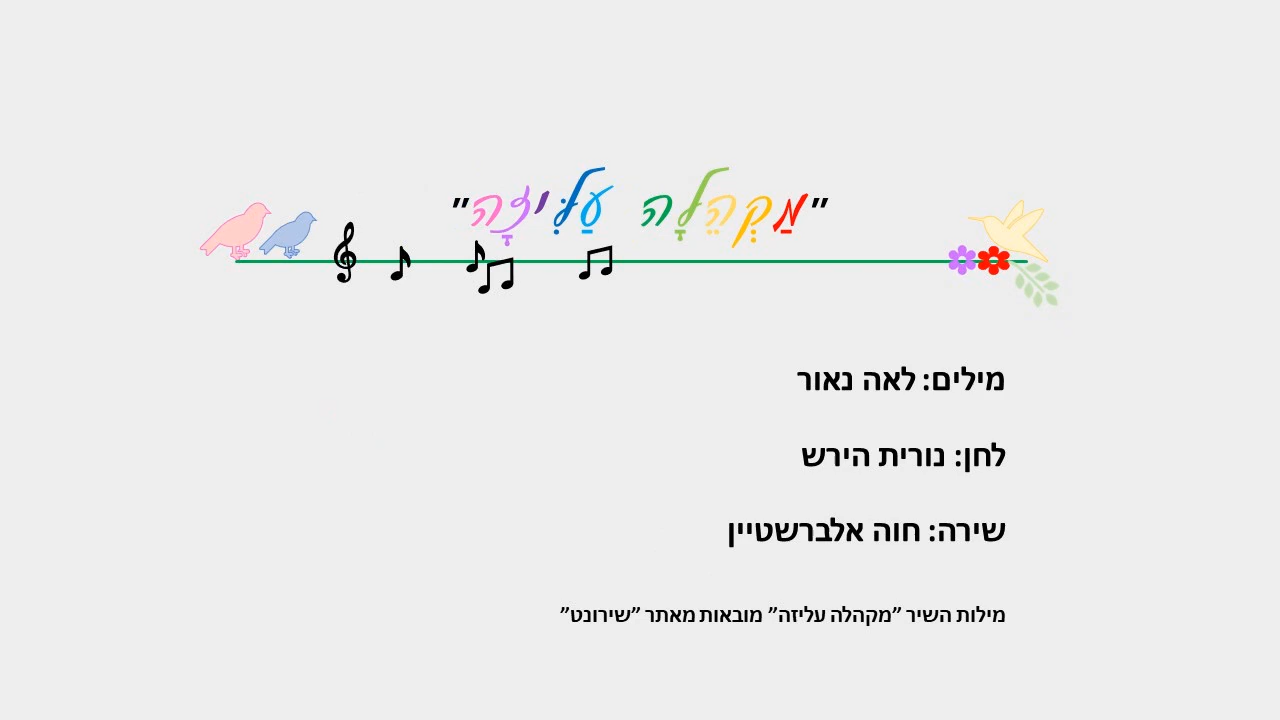 "מַקְהֵלָה עַלִּיזָה"
מילים: לאה נאור
לחן: נורית הירש
שירה: חוה אלברשטיין
מילות השיר "מקהלה עליזה" מובאות מאתר "שירונט"